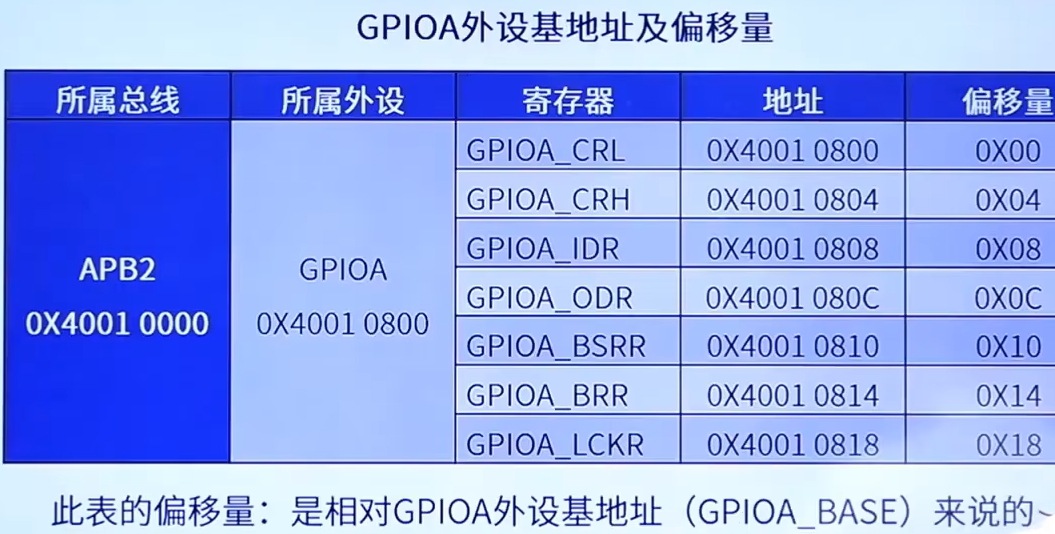 GPIOA外设基地址及偏移量
所属总线 所属外设 寄存器 地址 偏移量
APB2
0X4001 0000
GPIOA
0X4001 0800
GPIOA_CRL 0X4001 0800 0X00
GPIOA_CRH 0X4001 0804 0X04
GPIOA_IDR 0X4001 0808 0X08
GPIOA_ODR 0X4001 080C 0X0C
GPIOA_BSRR 0X4001 0810 0X10
GPIOA_BRR 0X4001 0814 0X14
GPIOA_LCKR 0X4001 0818 0X18
此表的偏移量：是相对GPIOA外设基地址（GPIOA_BASE）来说的~